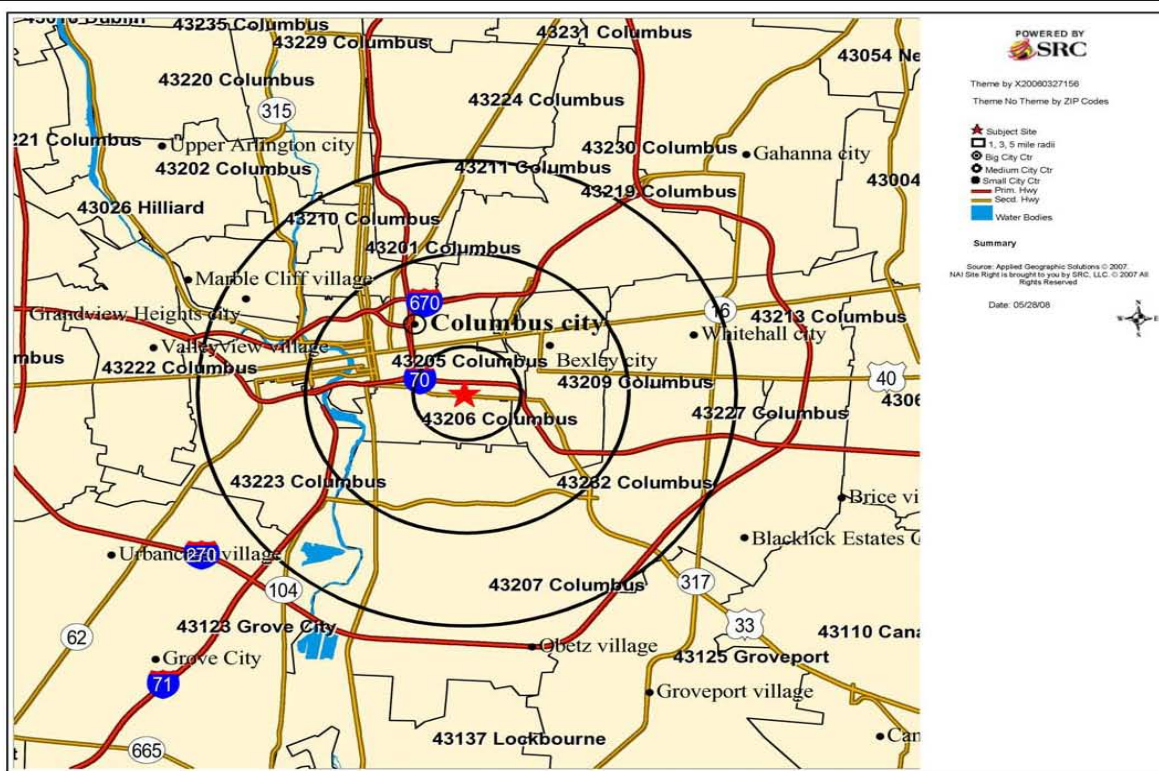 43235 Columbus
43229 Columbus
43231 Columbus
43054 Ne
43220 Columbus
43224 Columbus
315
221 Columbus
Upper Arlington city
43230 Columbus
Gahanna city
43202 Columbus
43211 Columbus
43219 Columbus
43004
43026 Hilliard
43210 Columbus
43201 Columbus
Marble Cliff village
670
16
Grandview Heights city
Columbus city
43213 Columbus
Whitehall city
Valleyview village
mbus
43222 Columbus
43205 Columbus
Bexley city
70
43209 Columbus
40
4306
43206 Columbus
43227 Columbus
43223 Columbus
43232 Columbus
Brice vi
Blacklick Estates C
Urbancrest village
270
104
43207 Columbus
317
33
62
43123 Grove City
43110 Cana
Obetz village
Grove City
43125 Groveport
71
Groveport village
43137 Lockbourne
Can
665
POWERED BY
SRC
Theme by X20060327156
Theme No Theme by ZIP Codes
Subject Site
1, 3, 5 mile radii
Big City Ctr
Medium City Ctr
Small City Ctr
Prim. Hwy
Secd. Hwy
Water Bodies
Summary
Source: Applied Geographic Solutions © 2007.
NAI Site Right is brought to you by SRC, LLC. © 2007 All
Rights Reserved
Date: 05/28/08
N
W E
S